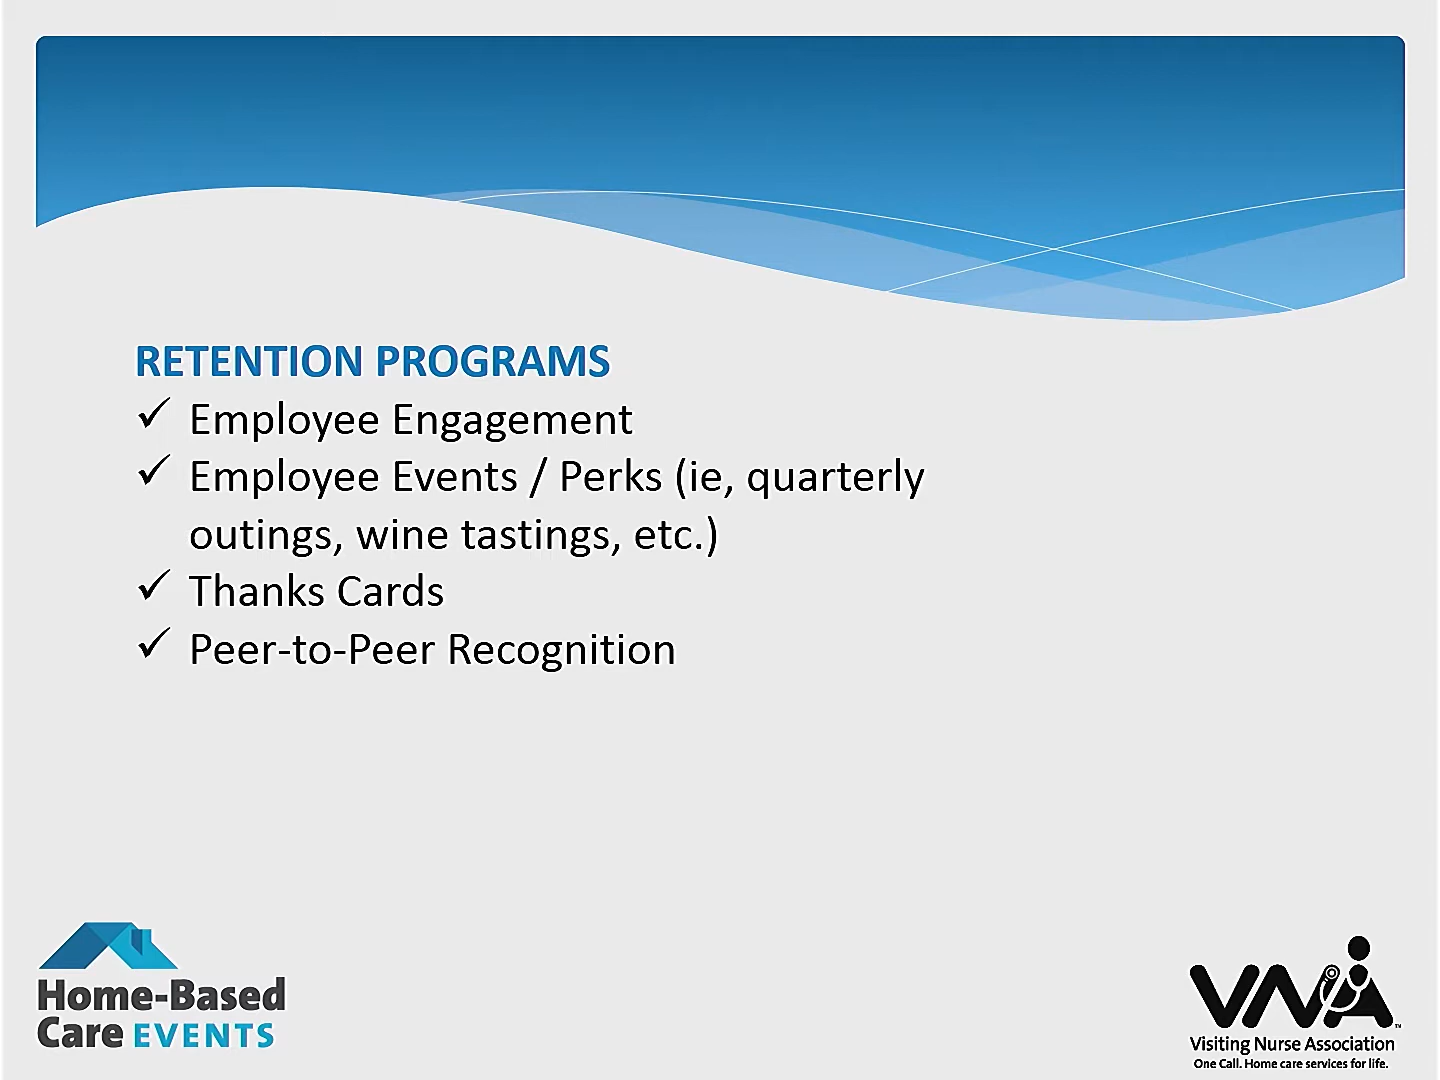 RETENTION PROGRAMS
✓ Employee Engagement
✓ Employee Events / Perks (ie, quarterly
outings, wine tastings, etc.)
✓ Thanks Cards
✓ Peer-to-Peer Recognition
Home-Based
Care EVENTS
VNA™
Visiting Nurse Association
One Call. Home care services for life.